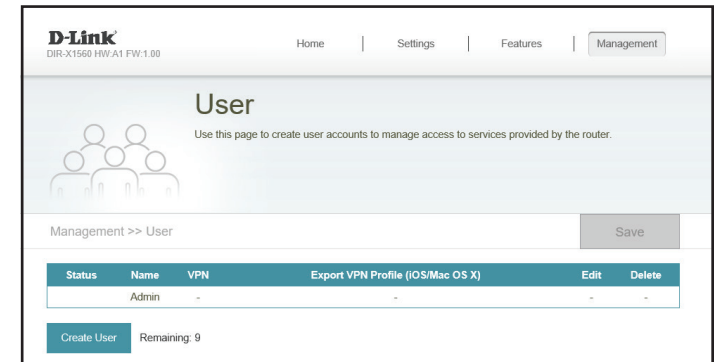 D-Link
DIR-X1560 HW:A1 FW:1.00
Home | Settings | Features | Management
User
Use this page to create user accounts to manage access to services provided by the router.
Management >> User
Save
Status Name VPN Export VPN Profile (iOS/Mac OS X) Edit Delete
Admin - - - -
Create User Remaining: 9